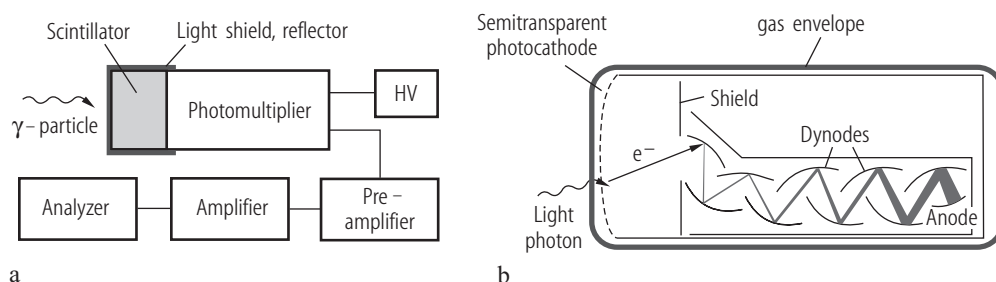 Scintillator
Light shield, reflector
Photomultiplier
HV
γ – particle
Analyzer
Amplifier
Pre –
amplifier
a
Semitransparent
photocathode
gas envelope
Shield
Dynodes
e–
Light
photon
Anode
b